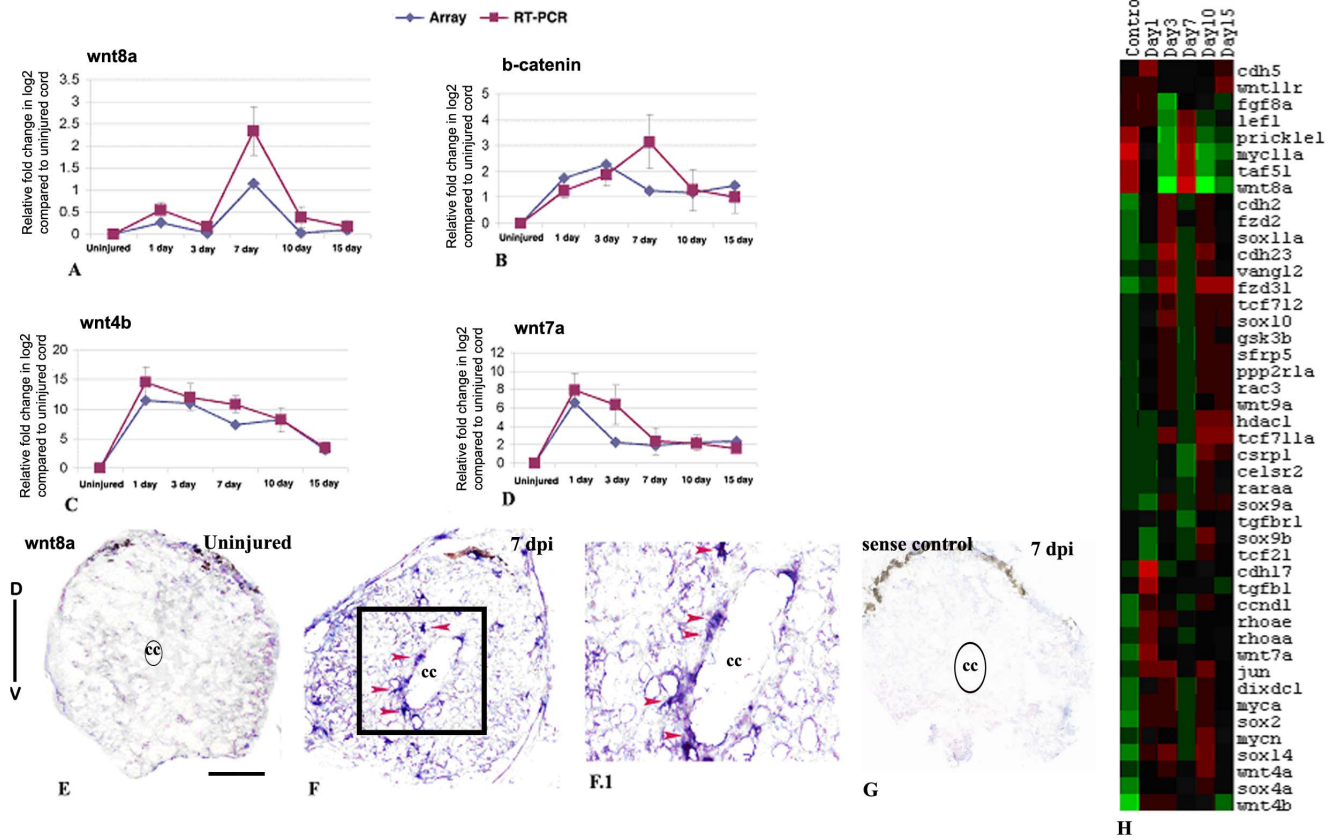 Array RT-PCR
wnt8a
Relative fold change in log2
compared to uninjured cord
3.5
3
2.5
2
1.5
1
0.5
0
Uninjured 1 day 3 day 7 day 10 day 15 day
A
b-catenin
Relative fold change in log2
compared to uninjured cord
5
4
3
2
1
0
Uninjured 1 day 3 day 7 day 10 day 15 day
B
wnt4b
Relative fold change in log2
compared to uninjured cord
20
15
10
5
0
Uninjured 1 day 3 day 7 day 10 day 15 day
C
wnt7a
Relative fold change in log2
compared to uninjured cord
12
10
8
6
4
2
0
Uninjured 1 day 3 day 7 day 10 day 15 day
D
D
V
wnt8a
Uninjured
cc
E
7 dpi
cc
F
cc
F.1
sense control
7 dpi
cc
G
Contro
Day1
Day3
Day7
Day10
Day15
cdh5
wnt11r
fgf8a
lef1
prickle1
mycl1a
taf5l
wnt8a
cdh2
fzd2
sox11a
cdh23
vangl2
fzd3l
tcf7l2
sox10
gsk3b
sfrp5
ppp2r1a
rac3
wnt9a
hdac1
tcf7l1a
csrp1
celsr2
raraa
sox9a
tgfbr1
sox9b
tcf21
cdh17
tgfb1
ccnd1
rhoae
rhoaa
wnt7a
jun
dixdc1
myca
sox2
mycn
sox14
wnt4a
sox4a
wnt4b
H